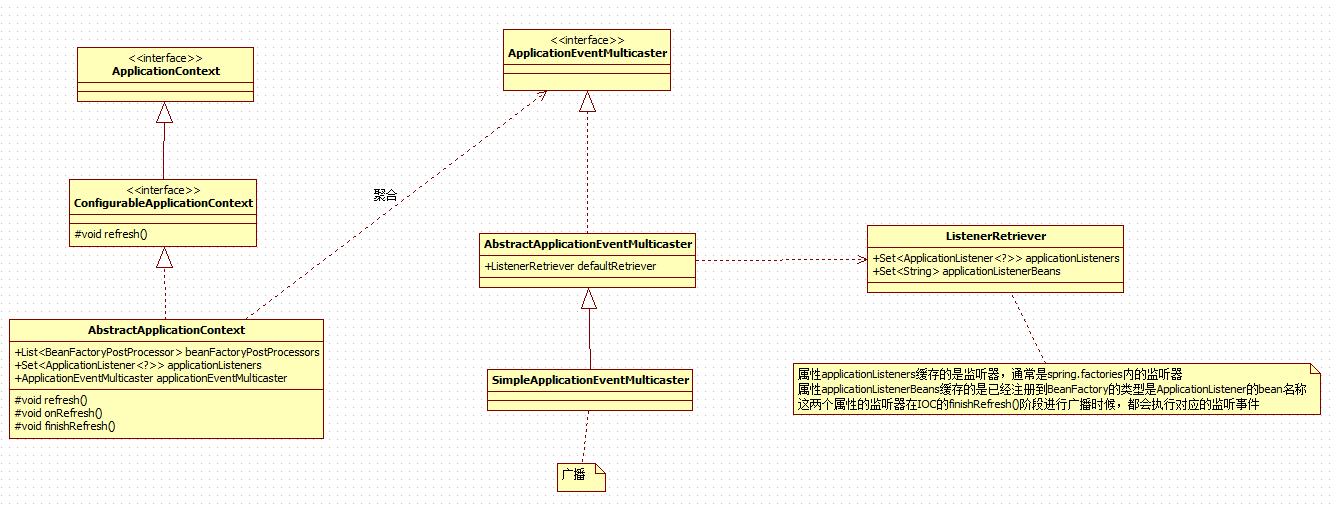 <<interface>>
ApplicationContext
<<interface>>
ApplicationEventMulticaster
<<interface>>
ConfigurableApplicationContext
#void refresh()
聚合
AbstractApplicationEventMulticaster
+ListenerRetriever defaultRetriever
ListenerRetriever
+Set<ApplicationListener<?>> applicationListeners
+Set<String> applicationListenerBeans
AbstractApplicationContext
+List<BeanFactoryPostProcessor> beanFactoryPostProcessors
+Set<ApplicationListener<?>> applicationListeners
+ApplicationEventMulticaster applicationEventMulticaster
#void refresh()
#void onRefresh()
#void finishRefresh()
SimpleApplicationEventMulticaster
属性applicationListeners缓存的是监听器，通常是spring.factories内的监听器
属性applicationListenerBeans缓存的是已经注册到BeanFactory的类型是ApplicationListener的bean名称
这两个属性的监听器在IOC的finishRefresh()阶段进行广播时候，都会执行对应的监听事件
广播